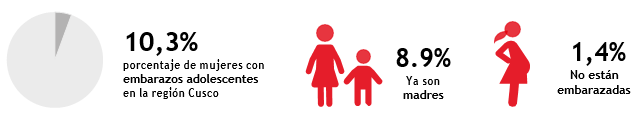 10,3%
porcentaje de mujeres con
embarazos adolescentes
en la región Cusco
8.9%
Ya son
madres
1,4%
No están
embarazadas